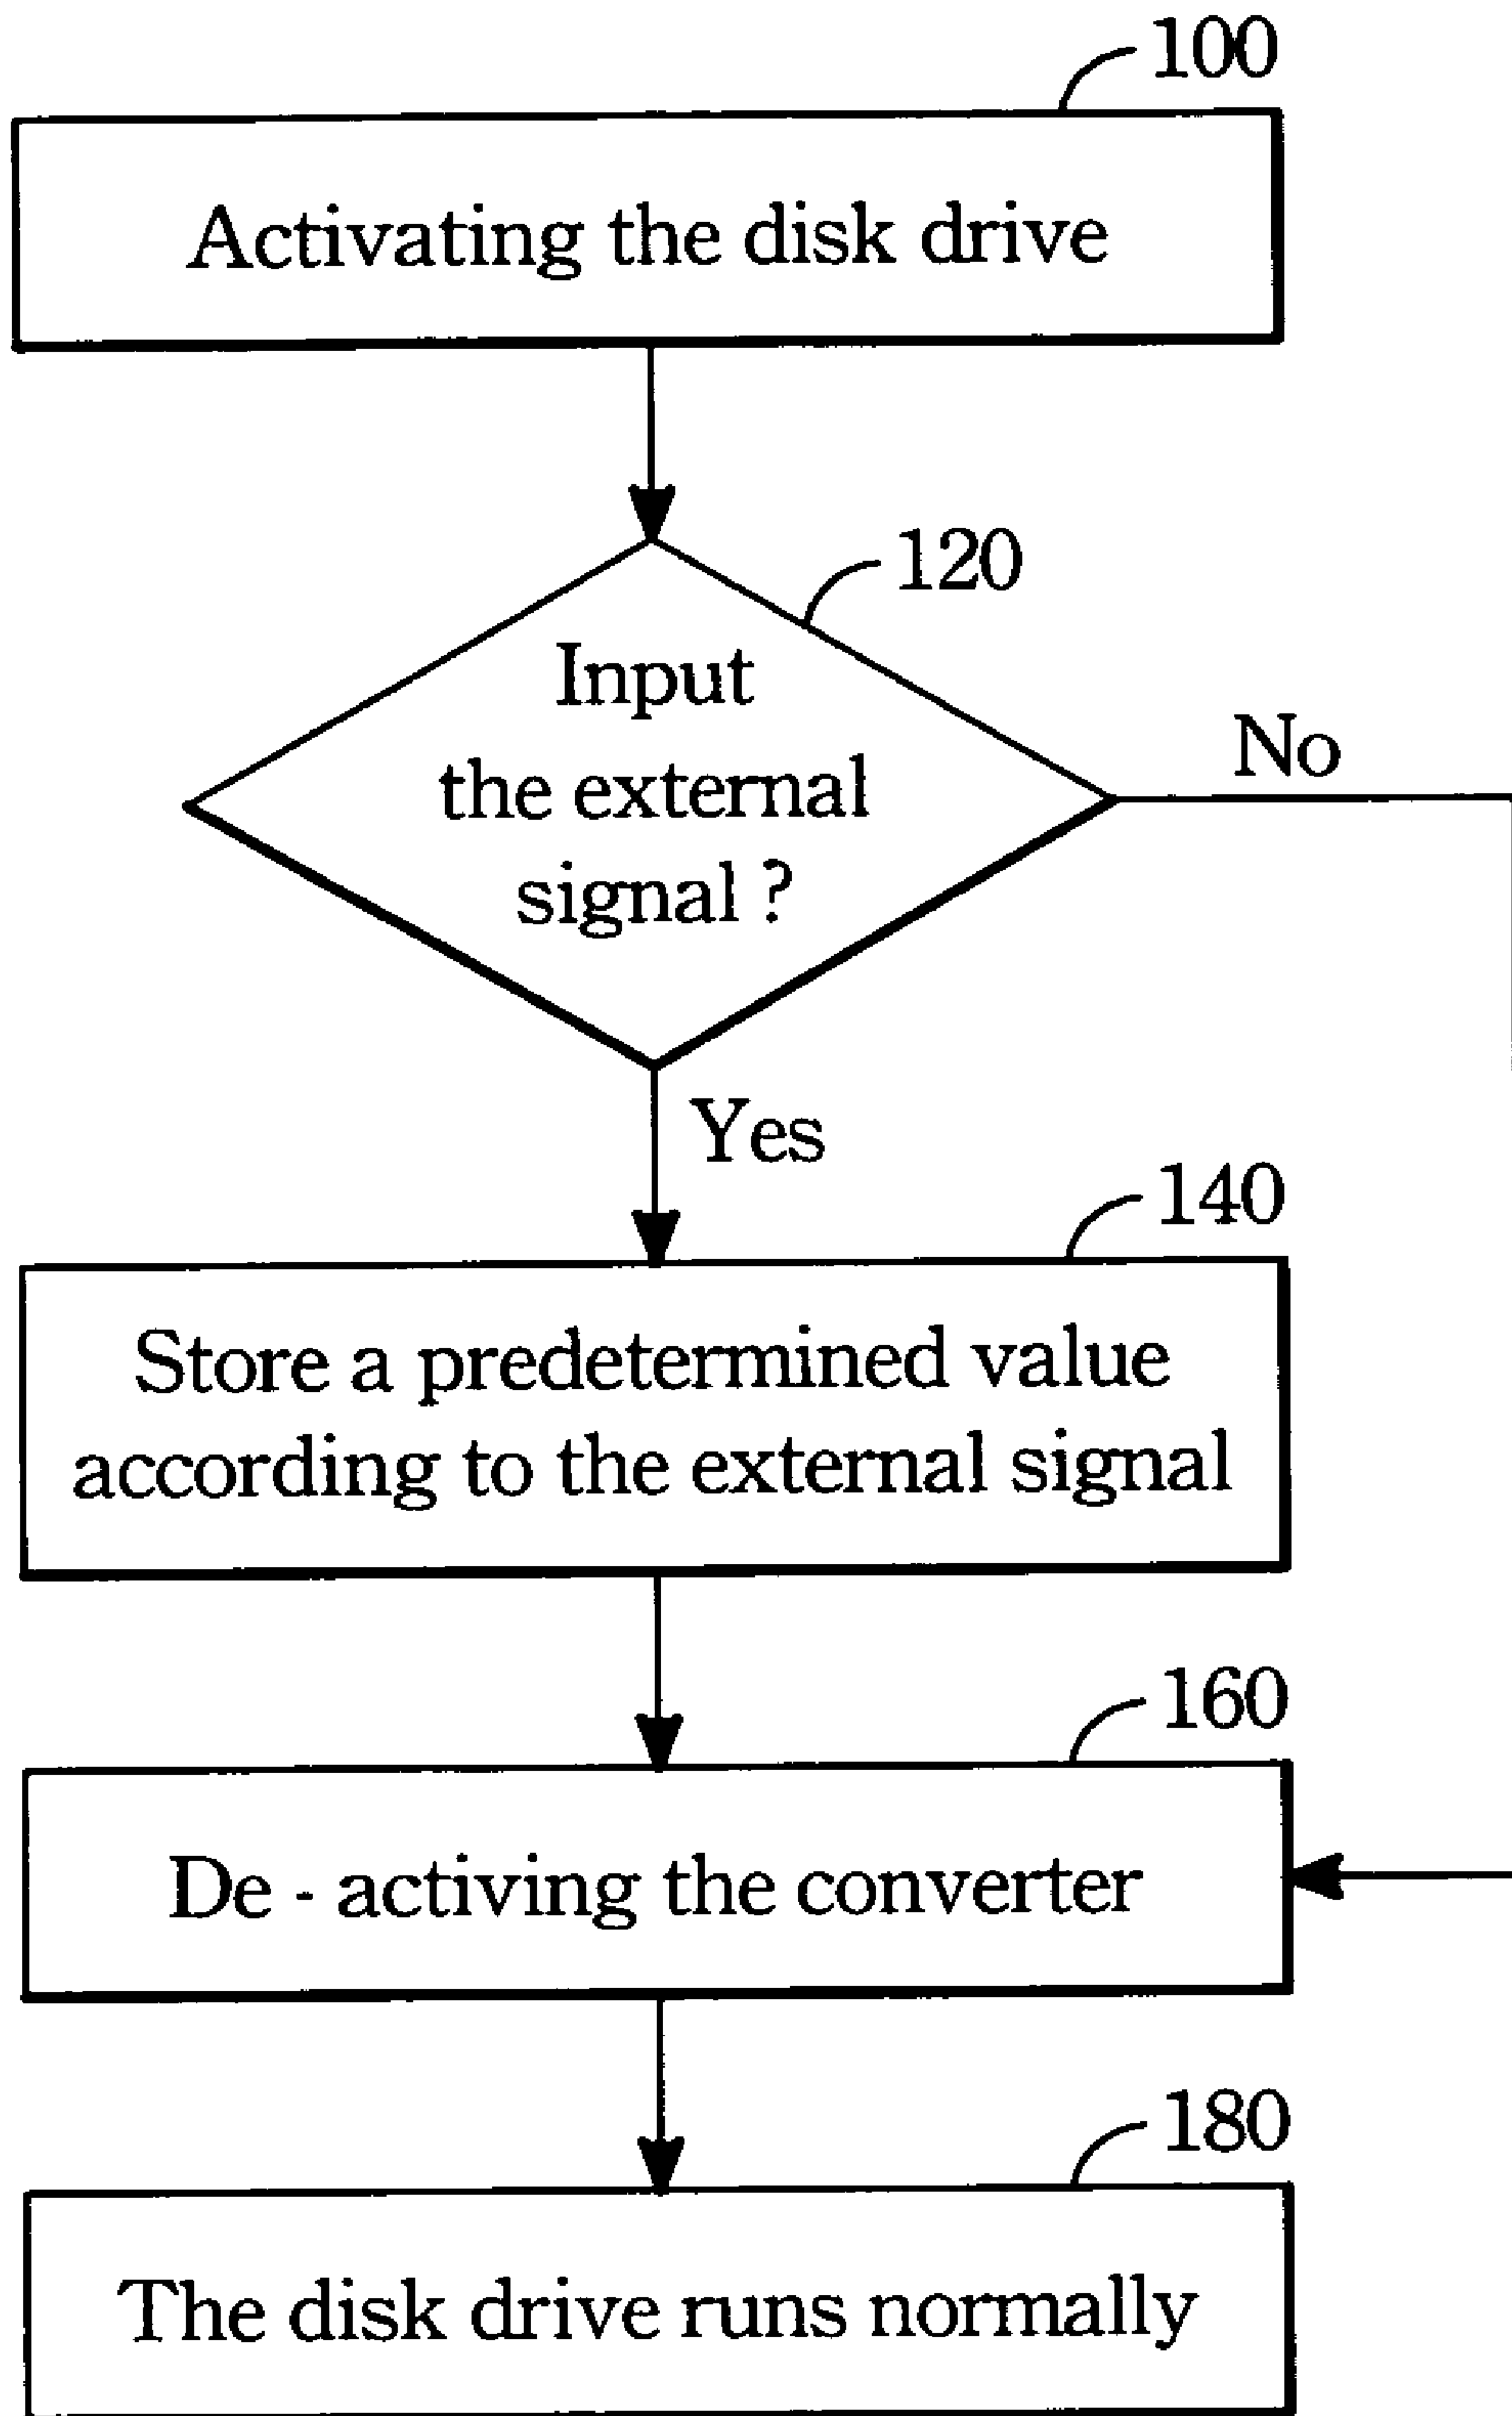 100
Activating the disk drive
120
Input
the external
signal ?
No
Yes
140
Store a predetermined value
according to the external signal
160
De - activing the converter
180
The disk drive runs normally